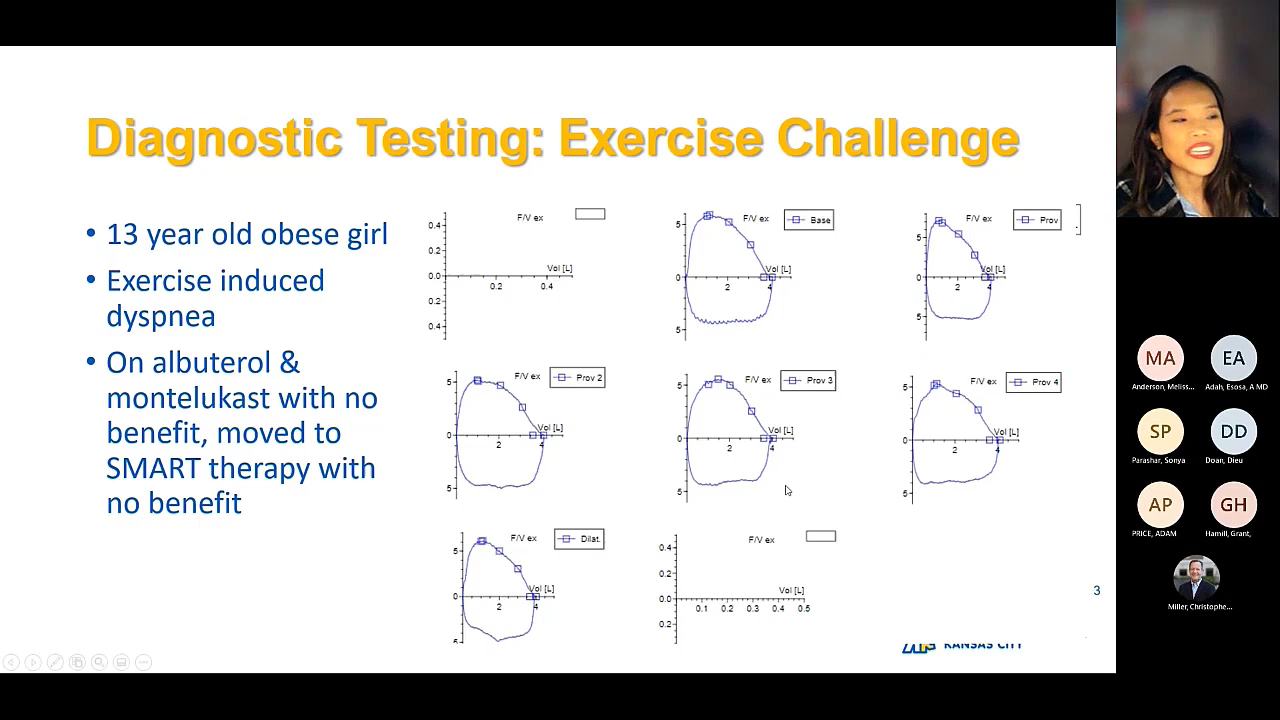 Diagnostic Testing: Exercise Challenge
• 13 year old obese girl
• Exercise induced
dyspnea
• On albuterol &
montelukast with no
benefit, moved to
SMART therapy with
no benefit
F/V ex
0.4
0.2
0.0
0.2
0.4
Vol [L]
0.2
0.4
F/V ex
Base
5
0
5
Vol [L]
2
4
F/V ex
Prov
5
0
5
Vol [L]
2
4
F/V ex
Prov 2
5
0
5
Vol [L]
2
4
F/V ex
Prov 3
5
0
5
Vol [L]
2
4
F/V ex
Prov 4
5
0
5
Vol [L]
2
4
F/V ex
Dilat.
5
0
5
Vol [L]
2
4
F/V ex
0.4
0.2
0.0
0.2
Vol [L]
0.1
0.2
0.3
0.4
0.5
3
KANSAS CITY
MA
Anderson, Meliss...
EA
Adah, Esosa, A MD
SP
Parashar, Sonya
DD
Doan, Dieu
AP
PRICE, ADAM
GH
Hamill, Grant,
Miller, Christophe...